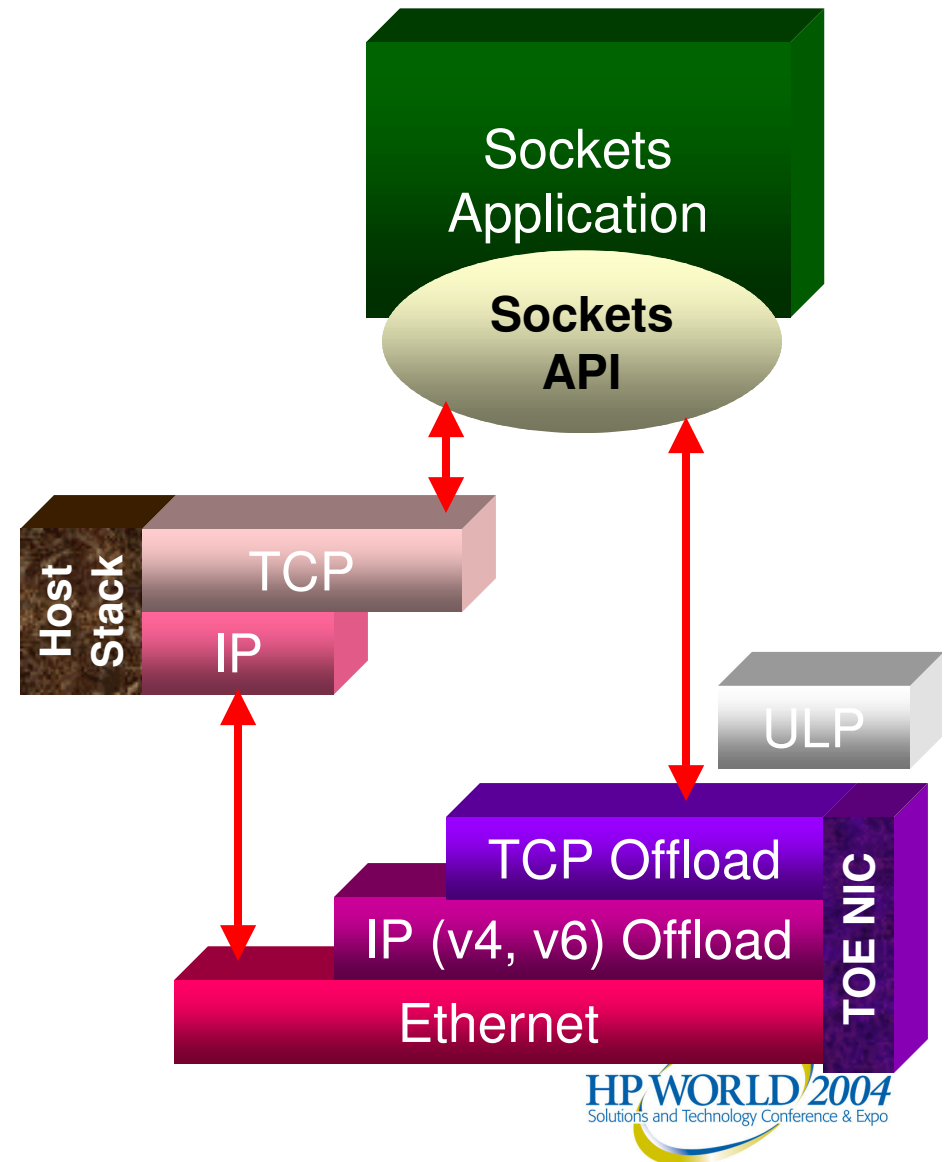 Sockets
Application
Sockets
API
Host
Stack
TCP
IP
ULP
TCP Offload
IP (v4, v6) Offload
Ethernet
TOE NIC
HP WORLD 2004
Solutions and Technology Conference & Expo